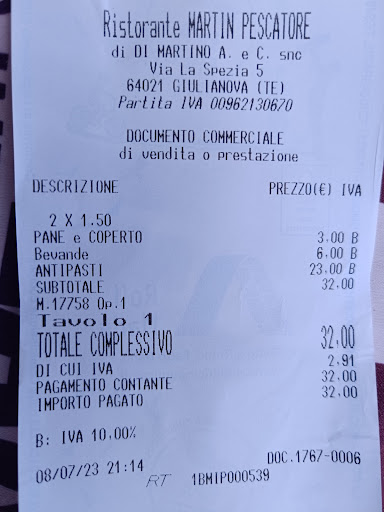 Ristorante MARTIN PESCATORE
di DI MARTINO A. e C. snc
Via La Spezia 5
64021 GIULIANOVA (TE)
Partita IVA 00962130670
DOCUMENTO COMMERCIALE
di vendita o prestazione
DESCRIZIONE PREZZO(€) IVA
2 X 1.50
PANE e COPERTO 3,00 B
Bevande 6,00 B
ANTIPASTI 23,00 B
SUBTOTALE 32,00
M.17758 Op.1
Tavolo 1
TOTALE COMPLESSIVO 32,00
DI CUI IVA 2,91
PAGAMENTO CONTANTE 32,00
IMPORTO PAGATO 32,00
B: IVA 10,00%
08/07/23 21:14 DOC.1767-0006
RT 1BMIP000539